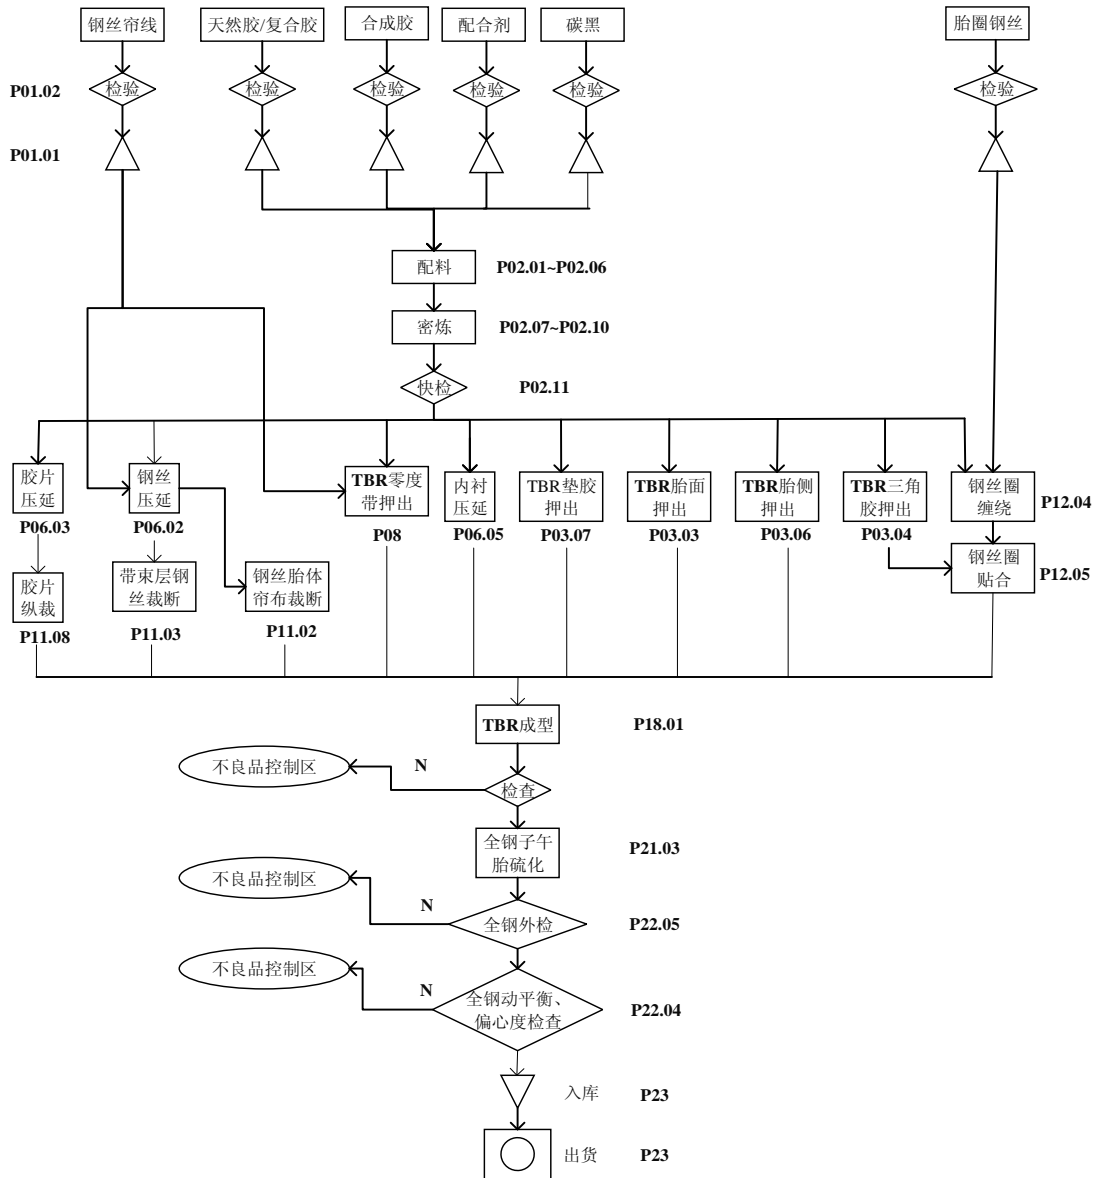 钢丝帘线
天然胶/复合胶
合成胶
配合剂
碳黑
胎圈钢丝
P01.02
检验
检验
检验
检验
检验
检验
P01.01
配料
P02.01~P02.06
密炼
P02.07~P02.10
快检
P02.11
胶片
压延
钢丝
压延
TBR零度
带押出
内衬
压延
TBR垫胶
押出
TBR胎面
押出
TBR胎侧
押出
TBR三角
胶押出
钢丝圈
缠绕
P12.04
P06.03
P06.02
P08
P06.05
P03.07
P03.03
P03.06
P03.04
胶片
纵裁
带束层钢
丝裁断
钢丝胎体
帘布裁断
钢丝圈
贴合
P12.05
P11.08
P11.03
P11.02
TBR成型
P18.01
不良品控制区
N
检查
全钢子午
胎硫化
P21.03
不良品控制区
N
全钢外检
P22.05
不良品控制区
N
全钢动平衡、
偏心度检查
P22.04
入库
P23
出货
P23